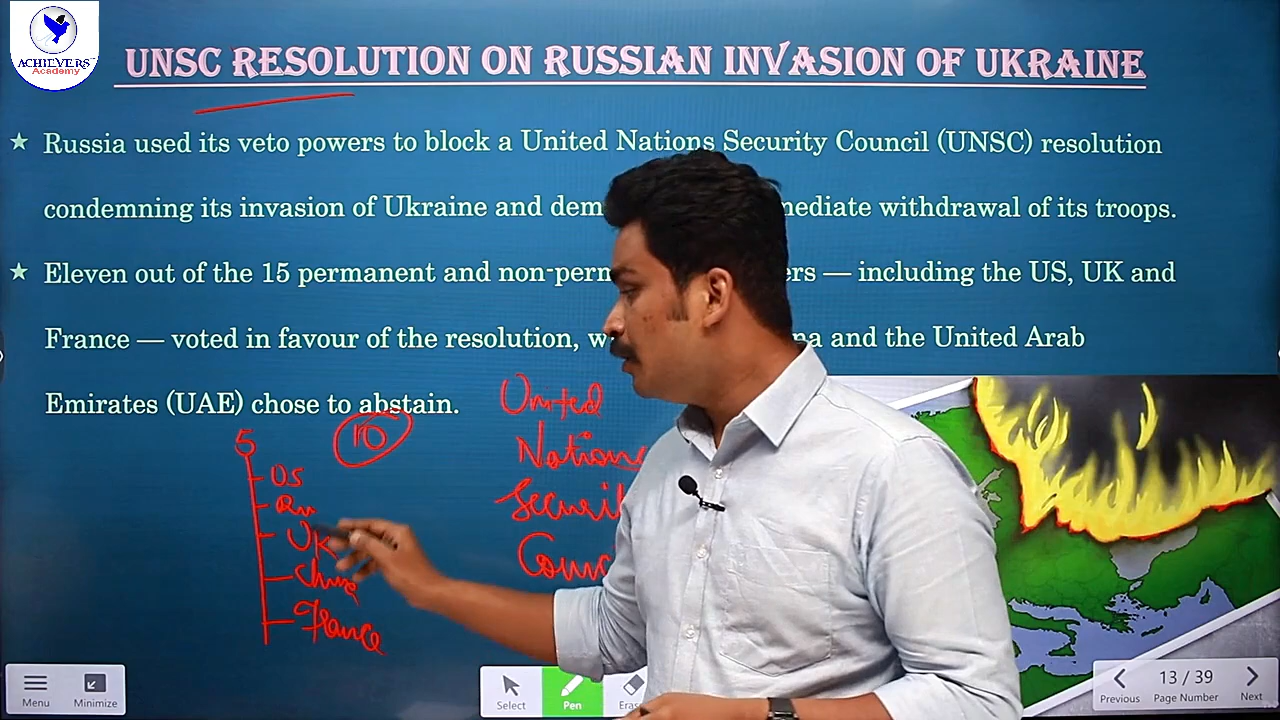 ACHIEVERS
Academy
UNSC RESOLUTION ON RUSSIAN INVASION OF UKRAINE
Russia used its veto powers to block a United Nations Security Council (UNSC) resolution
condemning its invasion of Ukraine and dem mediate withdrawal of its troops.
Eleven out of the 15 permanent and non-perm ers — including the US, UK and
France — voted in favour of the resolution, w na and the United Arab
Emirates (UAE) chose to abstain.
5 10 United
US Nations
Ru Securit
UK Counc
China
France
Menu Minimize Select Pen Eras Previous 13 / 39 Page Number Next